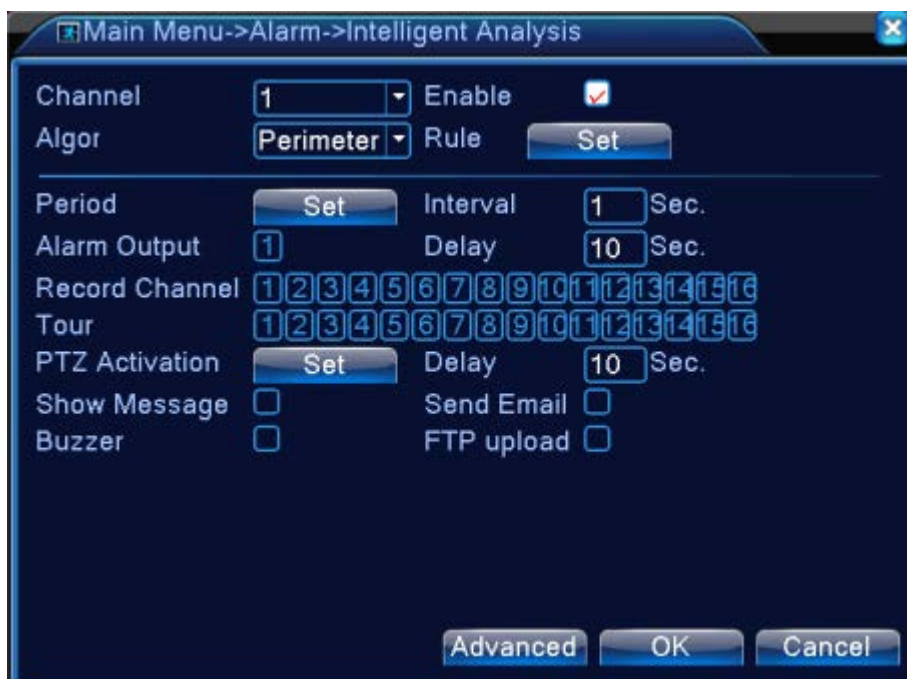 Main Menu->Alarm->Intelligent Analysis
Channel 1 Enable
Algor Perimeter Rule Set
Period Set Interval 1 Sec.
Alarm Output 1 Delay 10 Sec.
Record Channel 1 2 3 4 5 6 7 8 9 10 11 12 13 14 15 16
Tour 1 2 3 4 5 6 7 8 9 10 11 12 13 14 15 16
PTZ Activation Set Delay 10 Sec.
Show Message Send Email
Buzzer FTP upload
Advanced OK Cancel